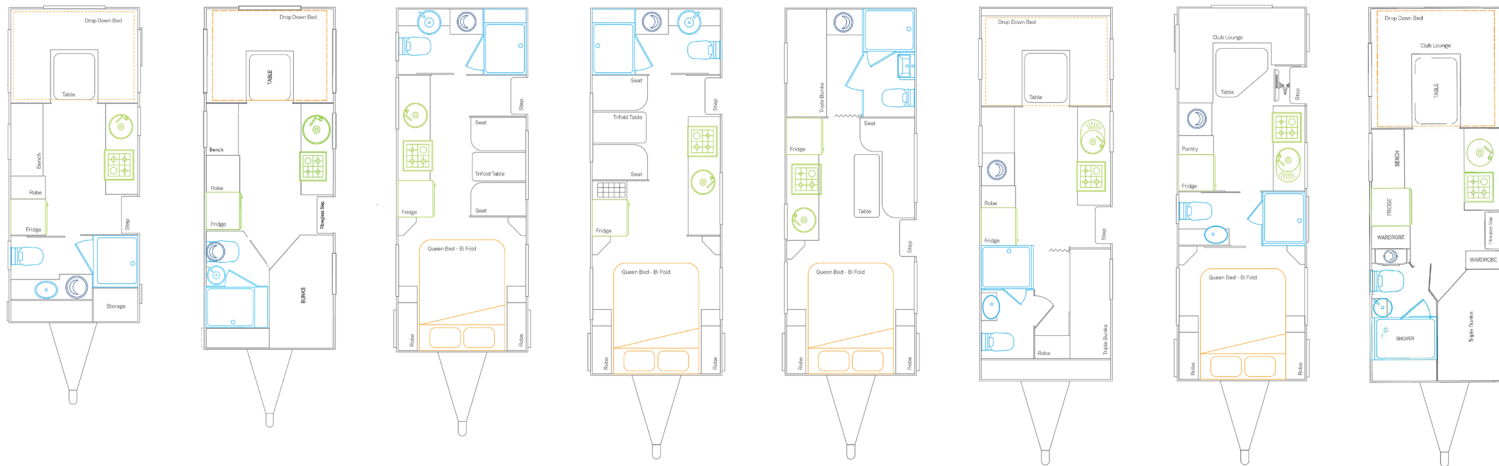 Drop Down Bed
Table
Bench
Robe
Fridge
Step
Storage
Drop Down Bed
TABLE
Bench
Robe
Fridge
Fibreglass Step
BUNKS
Step
Seat
Trifold Table
Seat
Fridge
Queen Bed - Bi Fold
Robe
Robe
Seat
Step
Trifold Table
Seat
Fridge
Queen Bed - Bi Fold
Robe
Robe
Triple Bunks
Seat
Fridge
Table
Step
Queen Bed - Bi Fold
Robe
Robe
Drop Down Bed
Table
Robe
Fridge
Step
Robe
Triple Bunks
Club Lounge
Table
Step
Pantry
Fridge
Queen Bed - Bi Fold
Robe
Robe
Drop Down Bed
Club Lounge
TABLE
BENCH
FRIDGE
Fibreglass Step
WARDROBE
WARDROBE
Triple Bunks
SHOWER